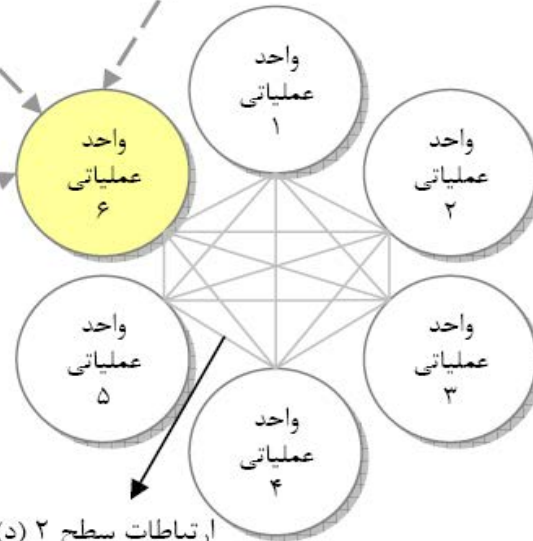 واحد
عملیاتی
۱
واحد
عملیاتی
۲
واحد
عملیاتی
۳
واحد
عملیاتی
۴
واحد
عملیاتی
۵
واحد
عملیاتی
۶
ارتباطات سطح ۲ (د)